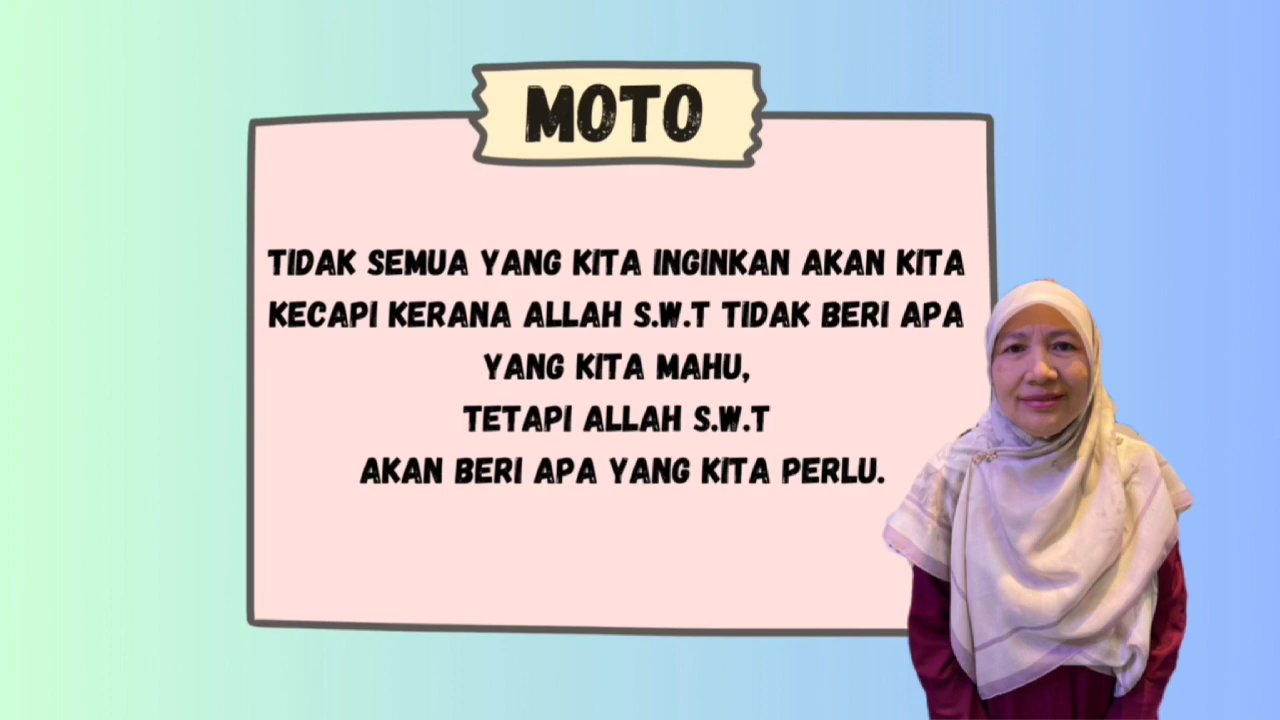 MOTO
TIDAK SEMUA YANG KITA INGINKAN AKAN KITA
KECAPI KERANA ALLAH S.W.T TIDAK BERI APA
YANG KITA MAHU,
TETAPI ALLAH S.W.T
AKAN BERI APA YANG KITA PERLU.